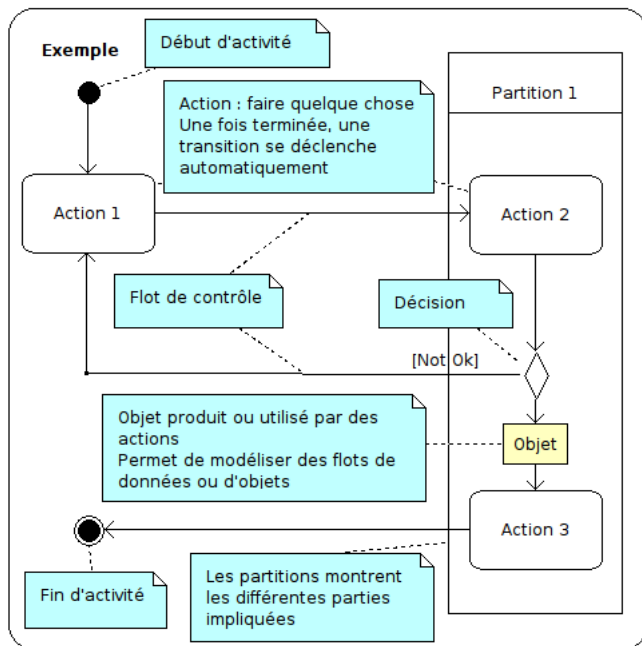 Exemple
Début d'activité
Action : faire quelque chose
Une fois terminée, une
transition se déclenche
automatiquement
Partition 1
Action 1
Action 2
Flot de contrôle
Décision
[Not Ok]
Objet produit ou utilisé par des
actions
Permet de modéliser des flots de
données ou d'objets
Objet
Action 3
Fin d'activité
Les partitions montrent
les différentes parties
impliquées